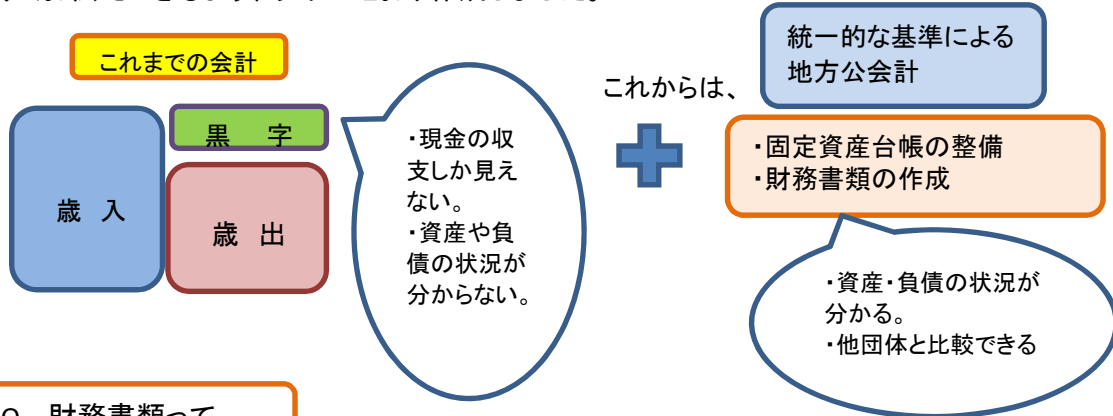 これまでの会計
歳 入
黒 字
歳 出
・現金の収
支しか見え
ない。
・資産や負
債の状況が
分からない。
これからは、
統一的な基準による
地方公会計
・固定資産台帳の整備
・財務書類の作成
・資産・負債の状況が
分かる。
・他団体と比較できる
財務書類って